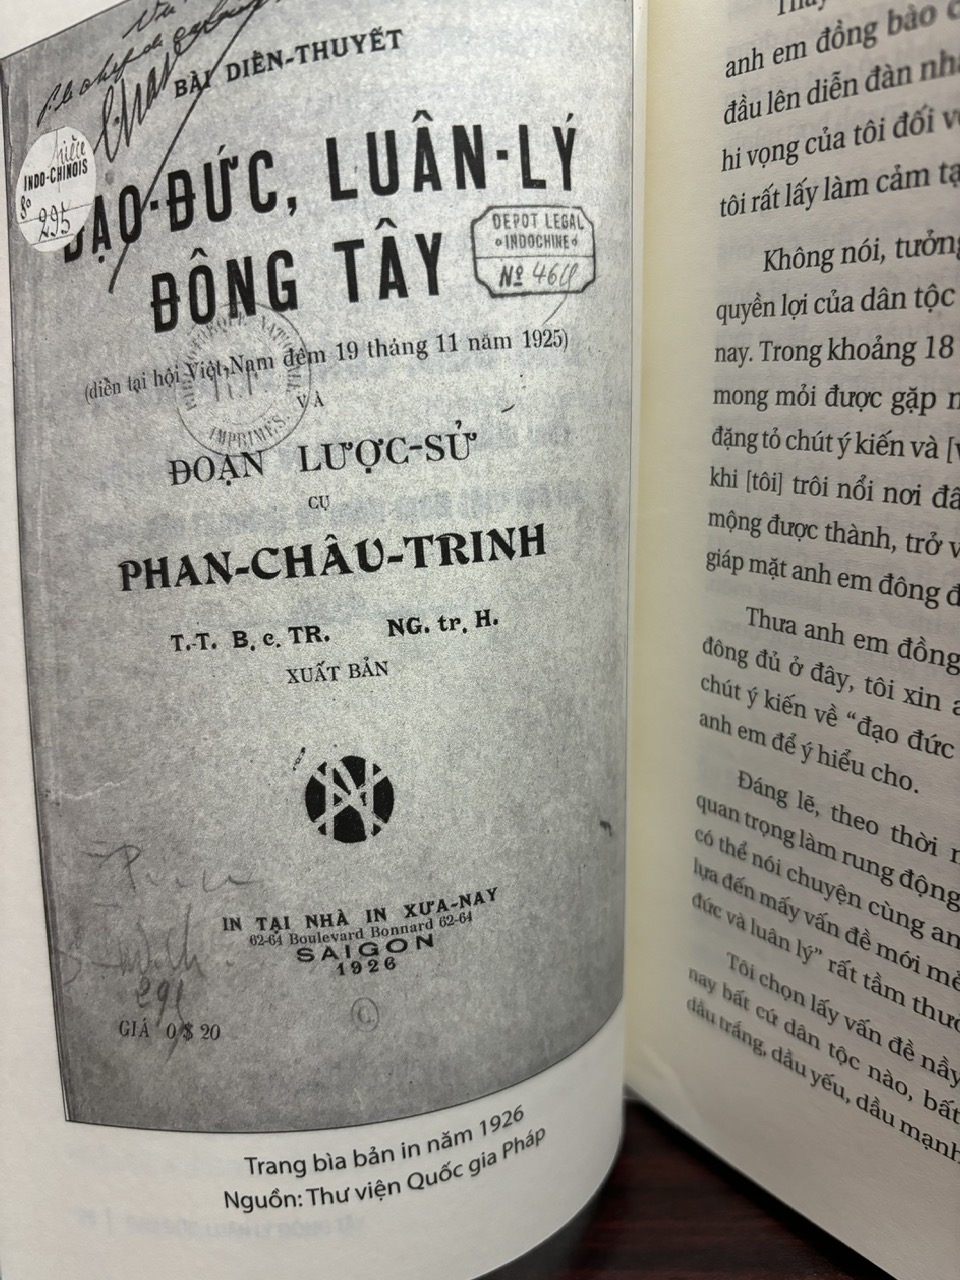 BÀI DIỄN-THUYẾT
ĐẠO-ĐỨC, LUÂN-LÝ
ĐÔNG TÂY
(diễn tại hội Việt-Nam đêm 19 tháng 11 năm 1925)
VÀ
ĐOẠN LƯỢC-SỬ
CỤ
PHAN-CHÂU-TRINH
T.-T. B. c. TR. NG. tr. H.
XUẤT BẢN
IN TẠI NHÀ IN XƯA-NAY
62-64 Boulevard Bonnard 62-64
SAIGON
1926
GIÁ 0$20
INDO-CHINOIS
8º
295
DEPOT LEGAL
INDOCHINE
Nº 46
IMPRIMÉS
291
Trang bìa bản in năm 1926
Nguồn: Thư viện Quốc gia Pháp
anh em đồng bào
đầu lên diễn đàn
hi vọng của tôi đối
tôi rất lấy làm cảm
Không nói, tưởng
quyền lợi của dân tộc
nay. Trong khoảng 18
mong mỏi được gặp
đặng tỏ chút ý kiến và
khi [tôi] trôi nổi nơi
mộng được thành, trở
giáp mặt anh em đông
Thưa anh em đồng
đông đủ ở đây, tôi xin
chút ý kiến về “đạo đức
anh em để ý hiểu cho.
Đáng lẽ, theo thời
quan trọng làm rung động
có thể nói chuyện cùng
lựa đến mấy vấn đề mới
đức và luân lý” rất tầm
Tôi chọn lấy vấn đề nầy
nay bất cứ dân tộc nào, bất
dầu trắng, dầu yếu, dầu mạnh